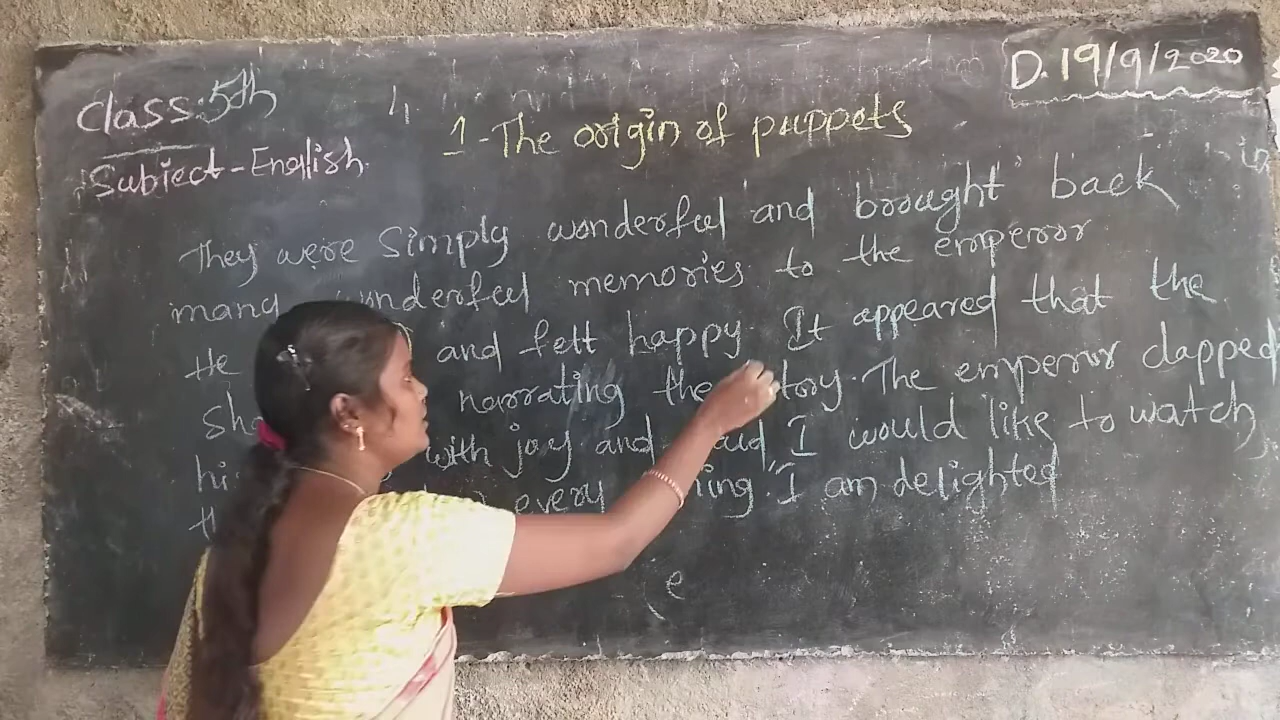 Class:5th
D.19/9/2020
Subject-English.
1-The origin of puppets
They were Simply wonderful and brought back
many wonderful memories to the emperor
He and felt happy. It appeared that the
narrating the story. The emperor clapped
with joy and said I would like to watch
every I am delighted
e